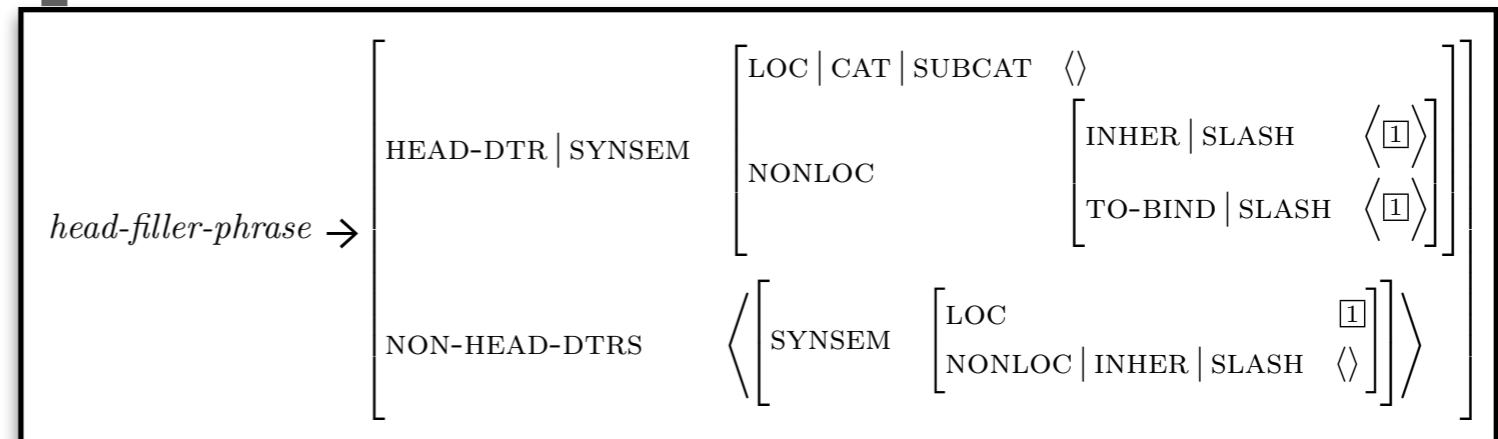 LOC | CAT | SUBCAT ⟨⟩
HEAD-DTR | SYNSEM
INHER | SLASH ⟨1⟩
NONLOC
TO-BIND | SLASH ⟨1⟩
head-filler-phrase →
LOC 1
NON-HEAD-DTRS ⟨[SYNSEM
NONLOC | INHER | SLASH ⟨⟩]⟩